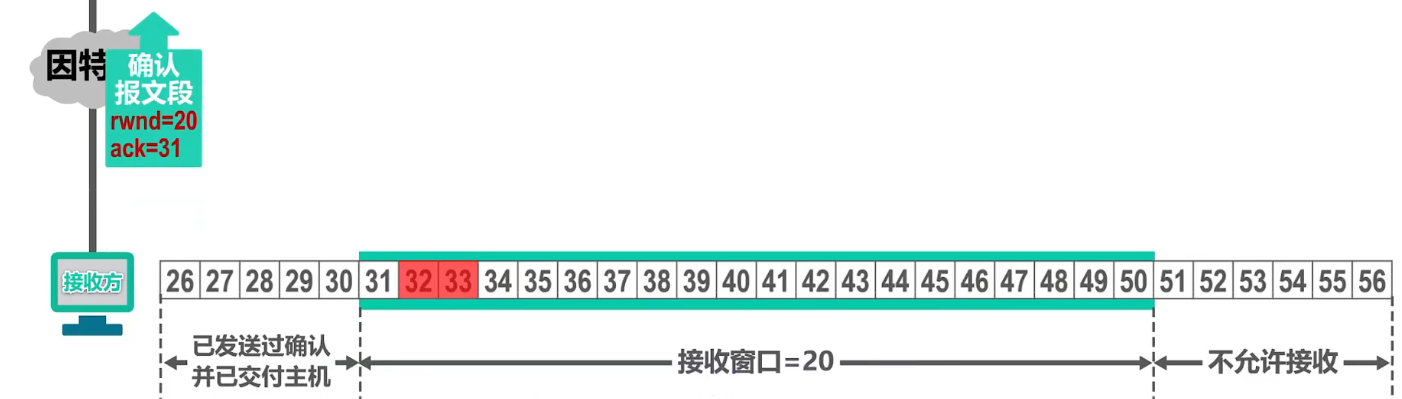 因特
确认
报文段
rwnd=20
ack=31
接收方
26 27 28 29 30 31 32 33 34 35 36 37 38 39 40 41 42 43 44 45 46 47 48 49 50 51 52 53 54 55 56
已发送过确认
并已交付主机
接收窗口=20
不允许接收